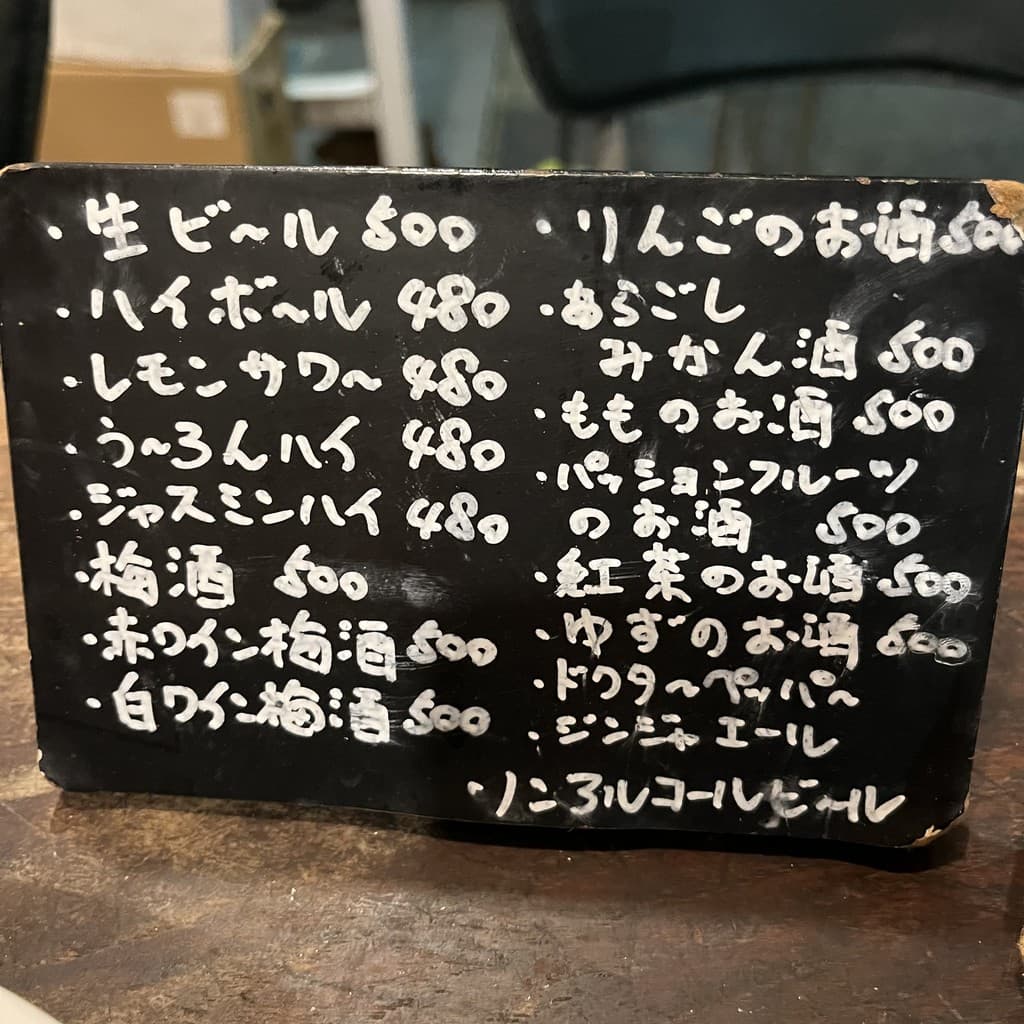 ・生ビ〜ル 500
・ハイボ〜ル 480
・レモンサワ〜 480
・う〜ろんハイ 480
・ジャスミンハイ 480
・梅酒 500
・赤ワイン梅酒 500
・白ワイン梅酒 500
・りんごのお酒 500
・あらごし
みかん酒 500
・もものお酒 500
・パッションフルーツ
のお酒 500
・紅茶のお酒 500
・ゆずのお酒 500
・ドクタ〜ペッパ〜
・ジンジャエール
・ノンアルコールビール